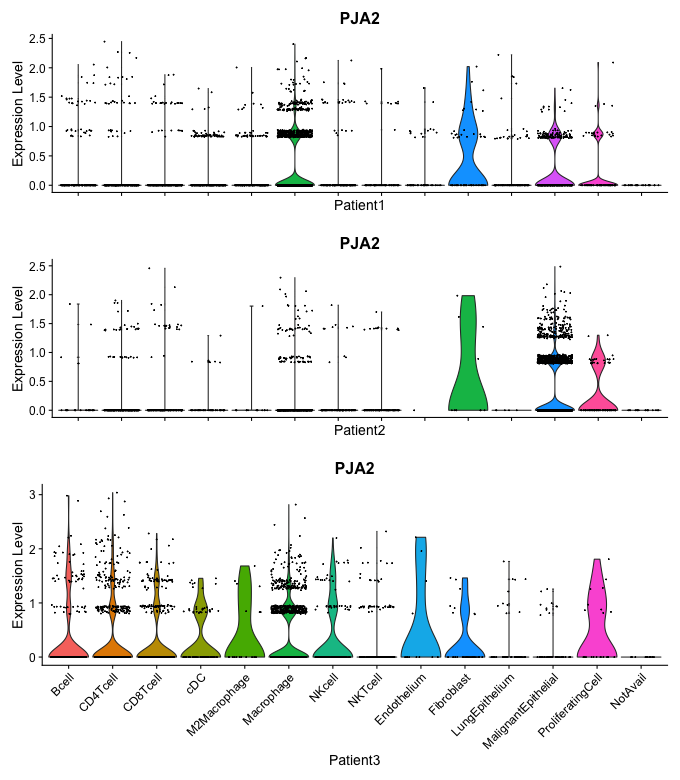 PJA2
Expression Level
2.5
2.0
1.5
1.0
0.5
0.0
Patient1
PJA2
Expression Level
2.5
2.0
1.5
1.0
0.5
0.0
Patient2
PJA2
Expression Level
3
2
1
0
Bcell
CD4Tcell
CD8Tcell
cDC
M2Macrophage
Macrophage
NKcell
NKTcell
Endothelium
Fibroblast
LungEpithelium
MalignantEpithelial
ProliferatingCell
NotAvail
Patient3